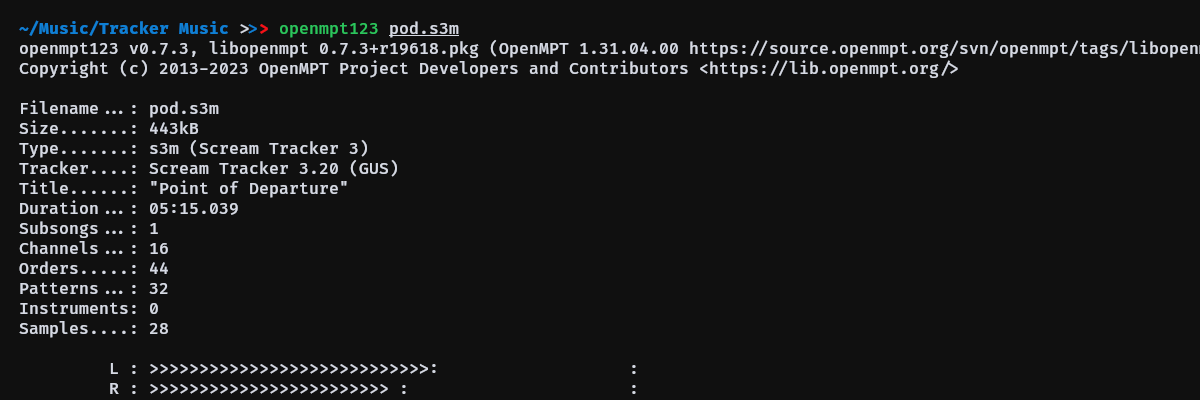 ~/Music/Tracker Music >>> openmpt123 pod.s3m
openmpt123 v0.7.3, libopenmpt 0.7.3+r19618.pkg (OpenMPT 1.31.04.00 https://source.openmpt.org/svn/openmpt/tags/libopenm
Copyright (c) 2013-2023 OpenMPT Project Developers and Contributors <https://lib.openmpt.org/>
Filename...: pod.s3m
Size.......: 443kB
Type.......: s3m (Scream Tracker 3)
Tracker....: Scream Tracker 3.20 (GUS)
Title......: "Point of Departure"
Duration...: 05:15.039
Subsongs...: 1
Channels...: 16
Orders.....: 44
Patterns...: 32
Instruments: 0
Samples....: 28
L : >>>>>>>>>>>>>>>>>>>>>>>>>>>>: :
R : >>>>>>>>>>>>>>>>>>>>>>>> : :